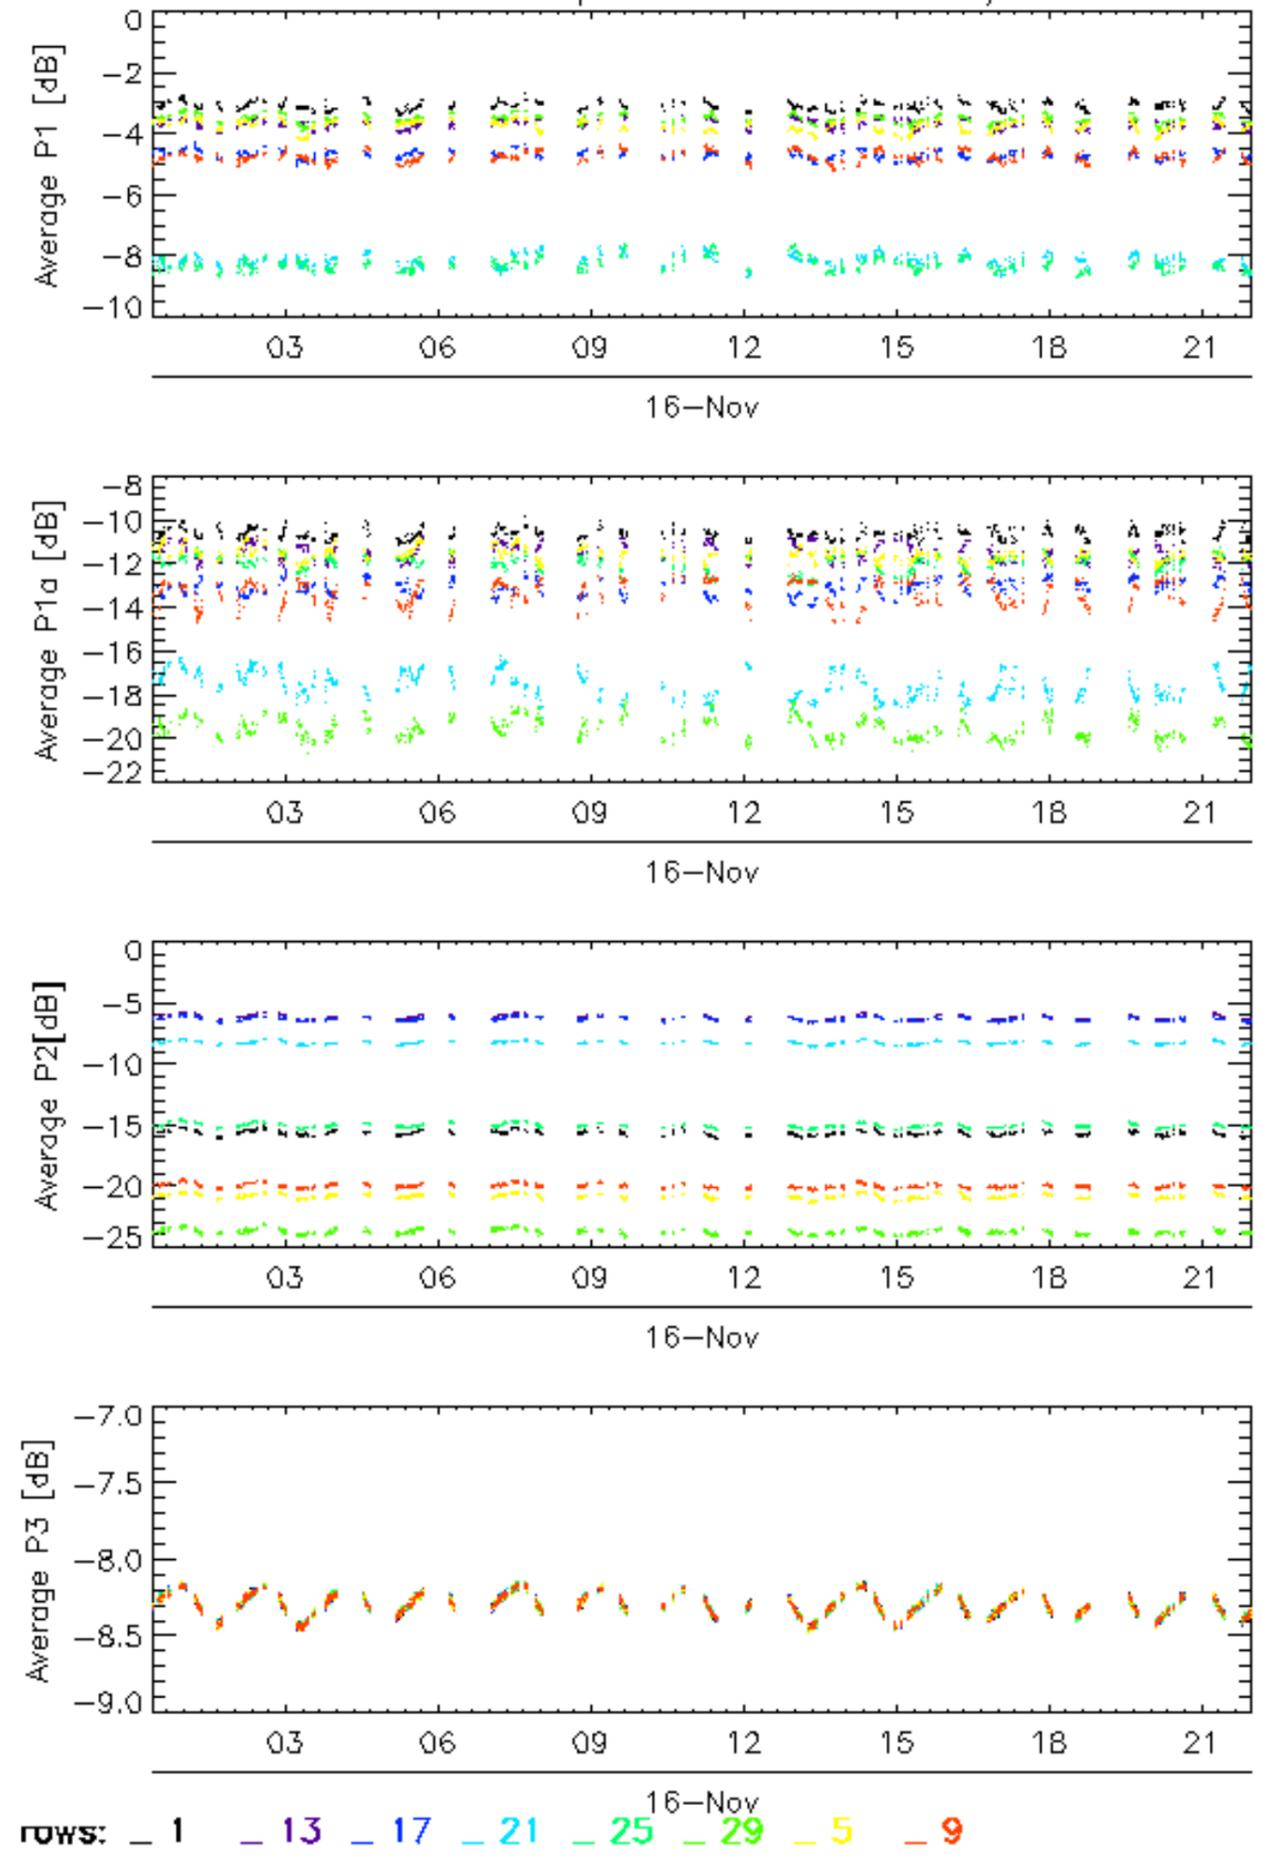 0
-2
-4
-6
-8
-10
Average P1 [dB]
03 06 09 12 15 18 21
16-Nov
-8
-10
-12
-14
-16
-18
-20
-22
Average P1a [dB]
03 06 09 12 15 18 21
16-Nov
0
-5
-10
-15
-20
-25
Average P2[dB]
03 06 09 12 15 18 21
16-Nov
-7.0
-7.5
-8.0
-8.5
-9.0
Average P3 [dB]
03 06 09 12 15 18 21
16-Nov
rows: _ 1 _ 13 _ 17 _ 21 _ 25 _ 29 _ 5 _ 9